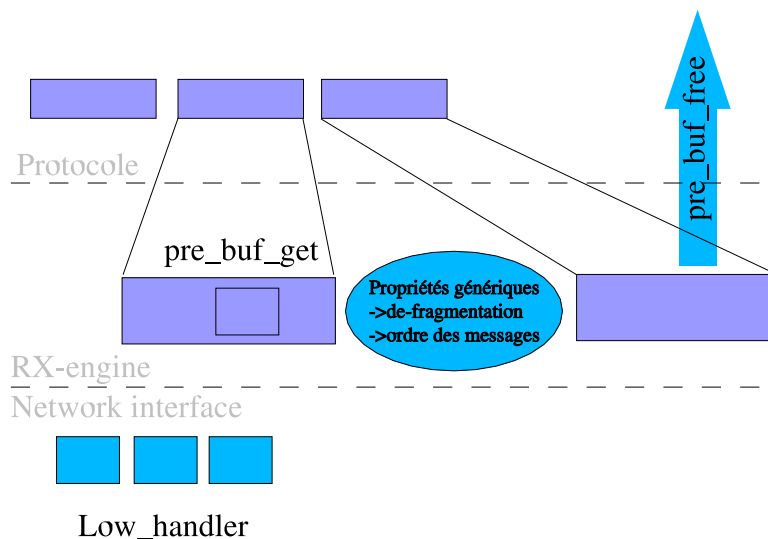 pre_buf_free
Protocole
pre_buf_get
Propriétés génériques
->de-fragmentation
->ordre des messages
RX-engine
Network interface
Low_handler